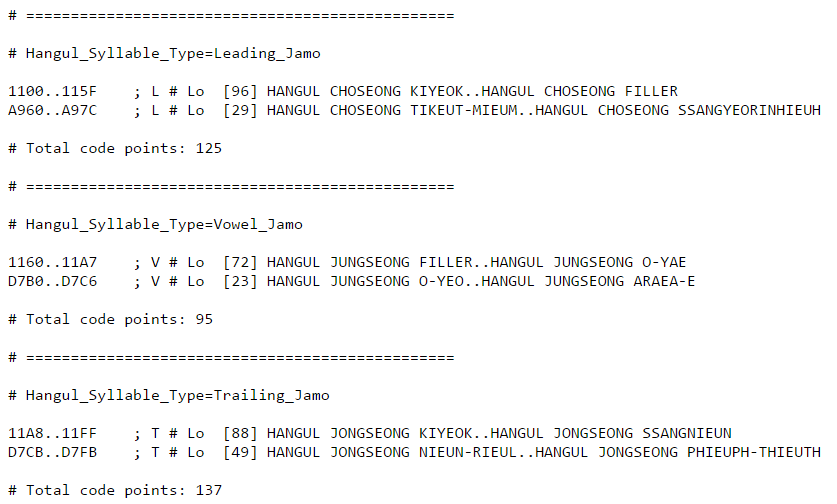 # ================================================
# Hangul_Syllable_Type=Leading_Jamo
1100..115F    ; L # Lo  [96] HANGUL CHOSEONG KIYEOK..HANGUL CHOSEONG FILLER
A960..A97C    ; L # Lo  [29] HANGUL CHOSEONG TIKEUT-MIEUM..HANGUL CHOSEONG SSANGYEORINHIEUH
# Total code points: 125
# ================================================
# Hangul_Syllable_Type=Vowel_Jamo
1160..11A7    ; V # Lo  [72] HANGUL JUNGSEONG FILLER..HANGUL JUNGSEONG O-YAE
D7B0..D7C6    ; V # Lo  [23] HANGUL JUNGSEONG O-YEO..HANGUL JUNGSEONG ARAEA-E
# Total code points: 95
# ================================================
# Hangul_Syllable_Type=Trailing_Jamo
11A8..11FF    ; T # Lo  [88] HANGUL JONGSEONG KIYEOK..HANGUL JONGSEONG SSANGNIEUN
D7CB..D7FB    ; T # Lo  [49] HANGUL JONGSEONG NIEUN-RIEUL..HANGUL JONGSEONG PHIEUPH-THIEUTH
# Total code points: 137